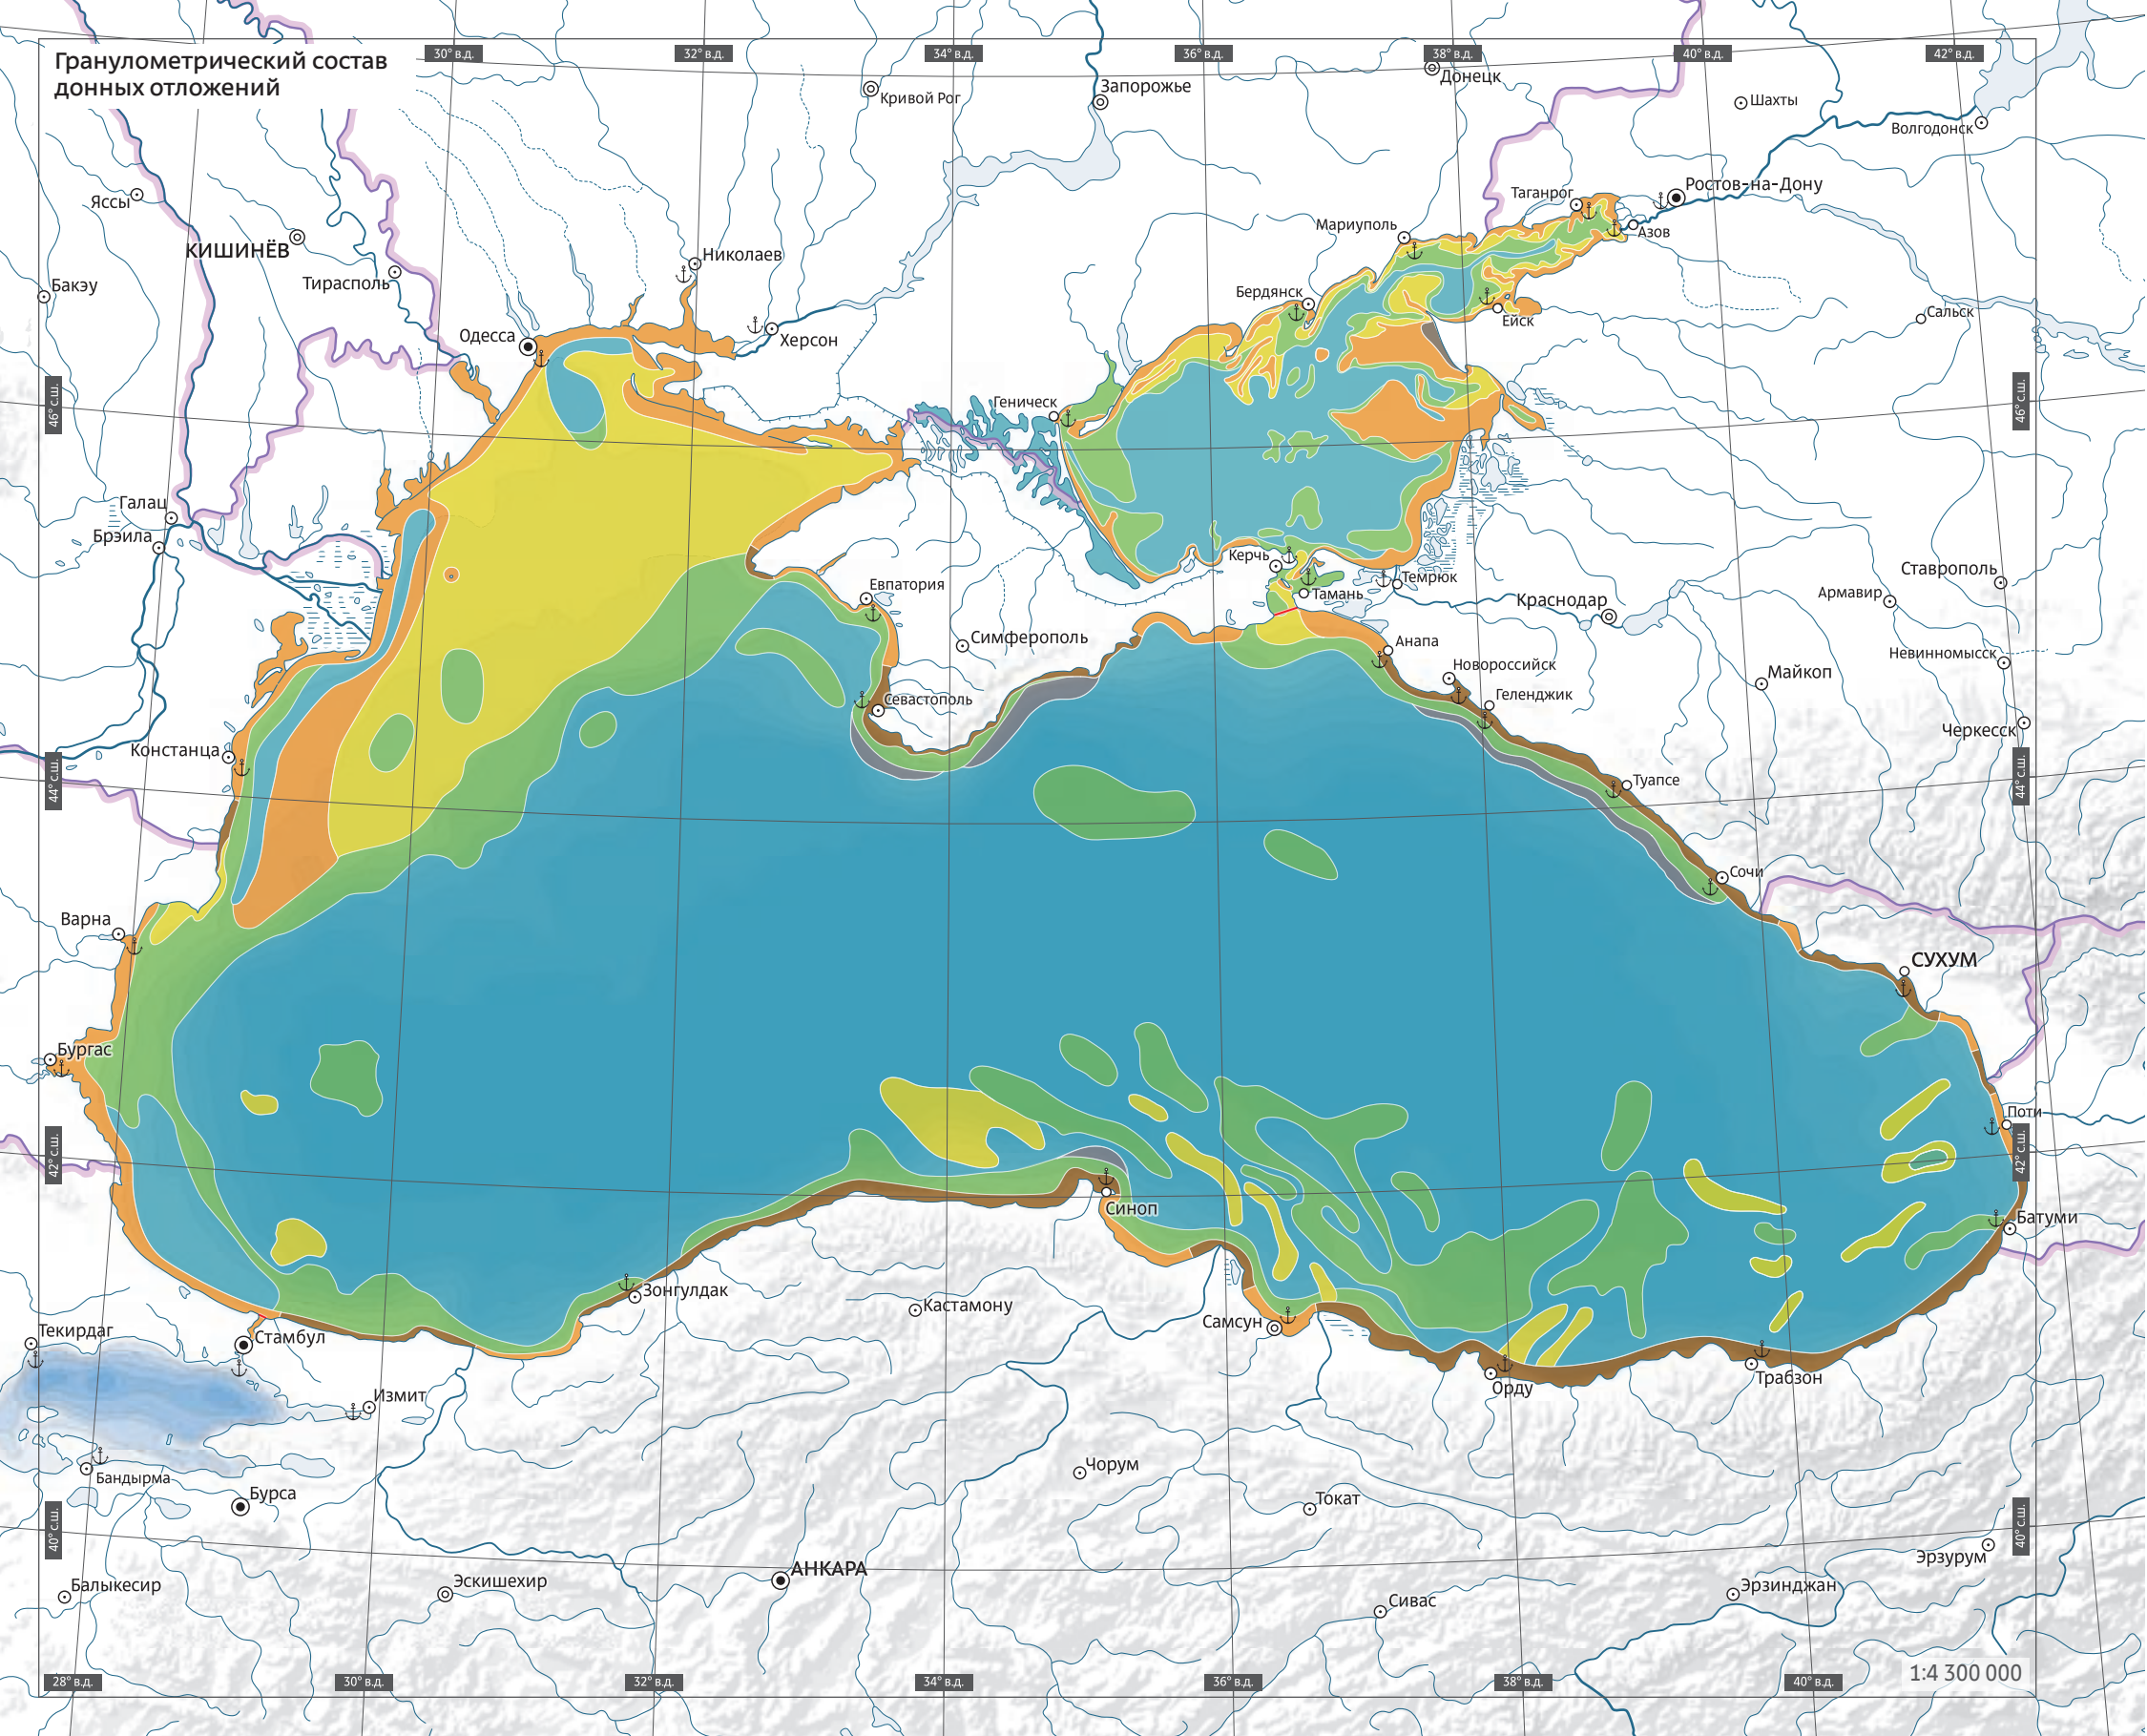 Гранулометрический состав
донных отложений
30° в.д.
32° в.д.
34° в.д.
36° в.д.
38° в.д.
40° в.д.
42° в.д.
Кривой Рог
Запорожье
Донецк
Шахты
Волгодонск
Яссы
КИШИНЁВ
Тирасполь
Бакэу
Николаев
Одесса
Херсон
Таганрог
Ростов-на-Дону
Азов
Мариуполь
Бердянск
Ейск
Сальск
46° с.ш.
Геническ
46° с.ш.
Галац
Брэила
Керчь
Темрюк
Тамань
Евпатория
Симферополь
Севастополь
Краснодар
Ставрополь
Армавир
Анапа
Новороссийск
Геленджик
Невинномысск
Майкоп
Черкесск
Констанца
44° с.ш.
Туапсе
44° с.ш.
Сочи
Варна
СУХУМ
Бургас
Поти
42° с.ш.
42° с.ш.
Батуми
Синоп
Зонгулдак
Кастамону
Самсун
Текирдаг
Стамбул
Орду
Трабзон
Измит
Бандырма
Бурса
Чорум
Токат
40° с.ш.
40° с.ш.
АНКАРА
Эскишехир
Балыкесир
Сивас
Эрзинджан
Эрзурум
1:4 300 000
28° в.д.
30° в.д.
32° в.д.
34° в.д.
36° в.д.
38° в.д.
40° в.д.